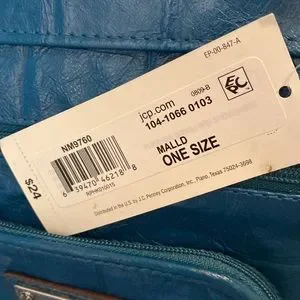 EP-00-847-A
0809-B
jcp.com
104-1066 0103
NM9760
MALLD
ONE SIZE
6 59470 46218 8
Distributed in the U.S. by J.C. Penney Corporation, Inc., Plano, Texas 75024-3698
$24